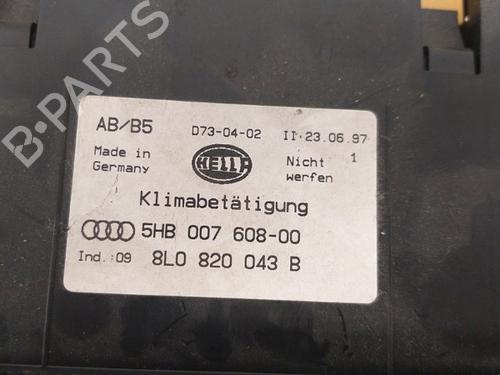 AB/B5 D73-04-02 II·23.06.97
Made in Germany HELLA Nicht werfen 1
Klimabetätigung
5HB 007 608-00
Ind.:09 8L0 820 043 B
B-PARTS